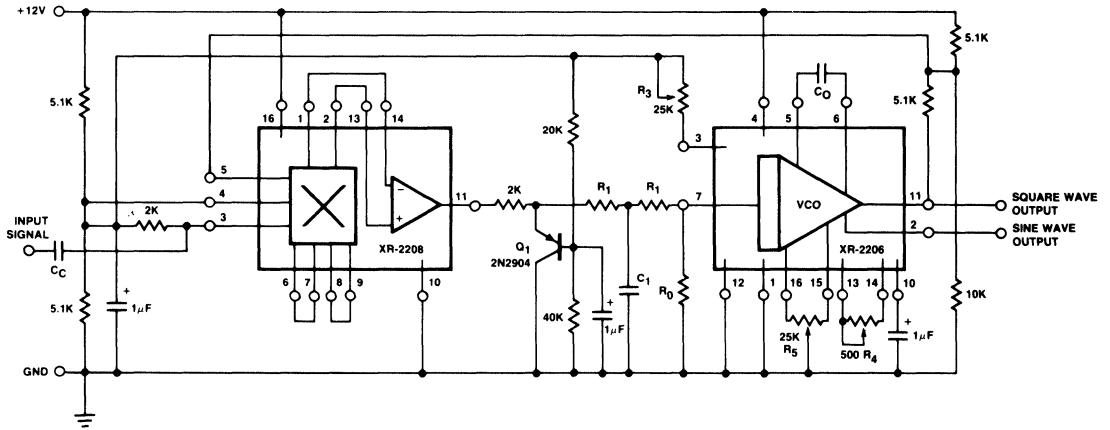 +12V
5.1K
5.1K
16
1
2
13
14
R3
25K
4
CO
5
6
5.1K
20K
3
5
4
2K
3
11
2K
R1
R1
7
VCO
11
SQUARE WAVE
OUTPUT
INPUT
SIGNAL
CC
XR-2208
Q1
2N2904
XR-2206
2
SINE WAVE
OUTPUT
6
7
8
9
10
C1
R0
12
1
16
15
13
14
10
5.1K
+
1μF
40K
+
1μF
25K
R5
500 R4
+
1μF
10K
GND